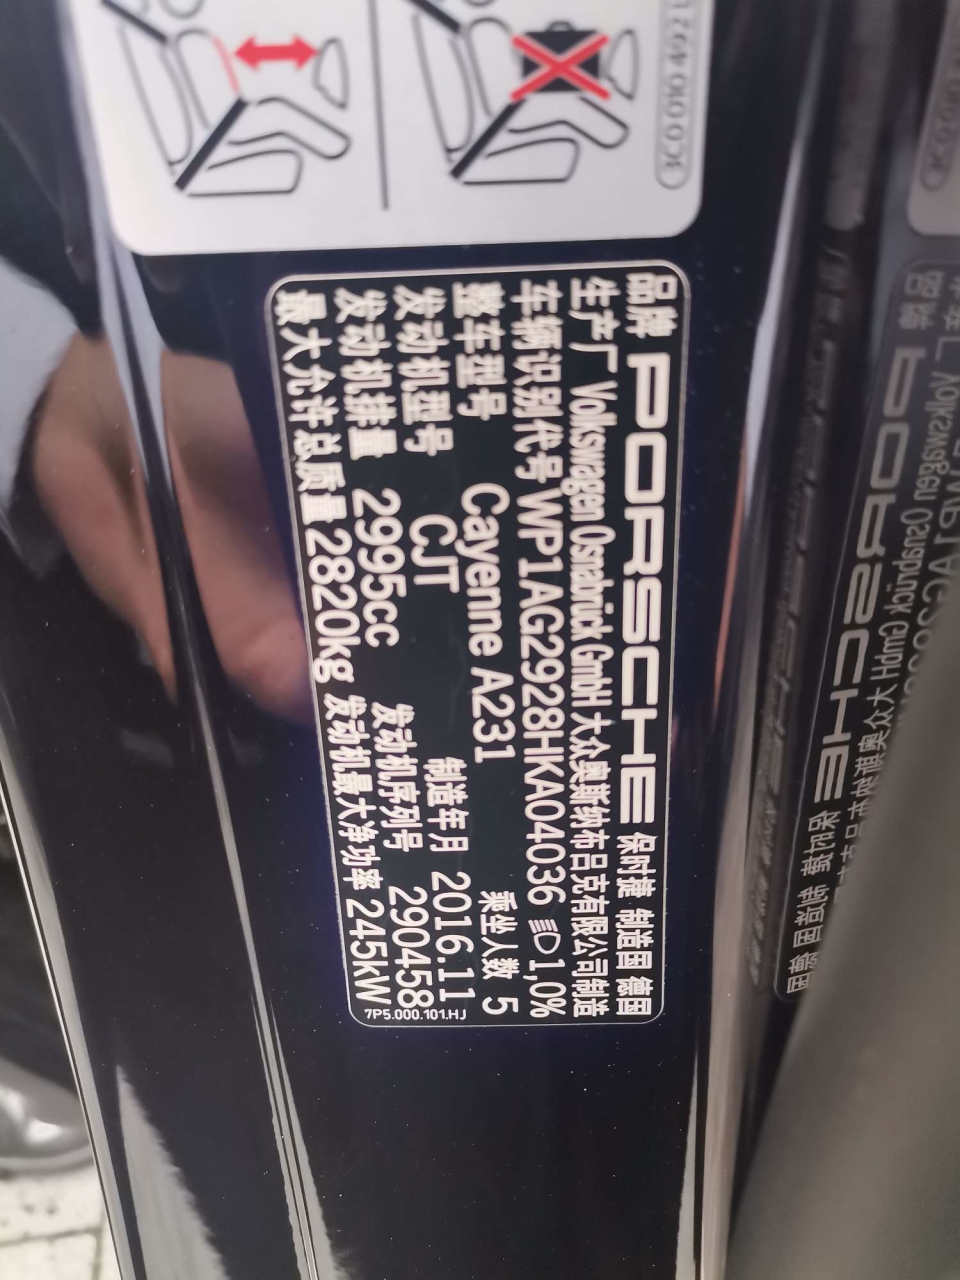 3C0 010 492
品牌 PORSCHE 保时捷 制造国 德国
生产厂 Volkswagen Osnabrück GmbH 大众奥斯纳布吕克有限公司制造
车辆识别代号 WP1AG2928HKA04036 1,0%
整车型号 Cayenne A231 乘坐人数 5
发动机型号 CJT 制造年月 2016.11
发动机排量 2995cc 发动机序列号 290458
最大允许总质量 2820kg 发动机最大净功率 245kW
7P5.000.101.HJ